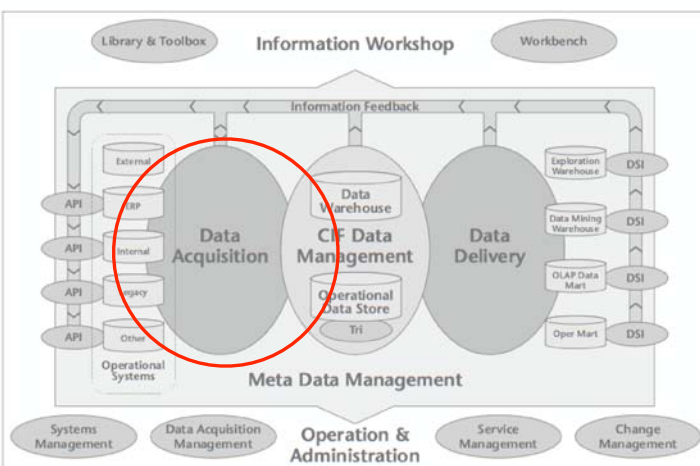 Library & Toolbox
Information Workshop
Workbench
Information Feedback
External
API
ERP
API
Internal
API
Legacy
API
Other
Operational
Systems
Data
Acquisition
Data
Warehouse
CIF Data
Management
Operational
Data Store
Tri
Data
Delivery
Exploration
Warehouse
DSI
Data Mining
Warehouse
DSI
OLAP Data
Mart
DSI
Oper Mart
DSI
Meta Data Management
Systems
Management
Data Acquisition
Management
Operation &
Administration
Service
Management
Change
Management